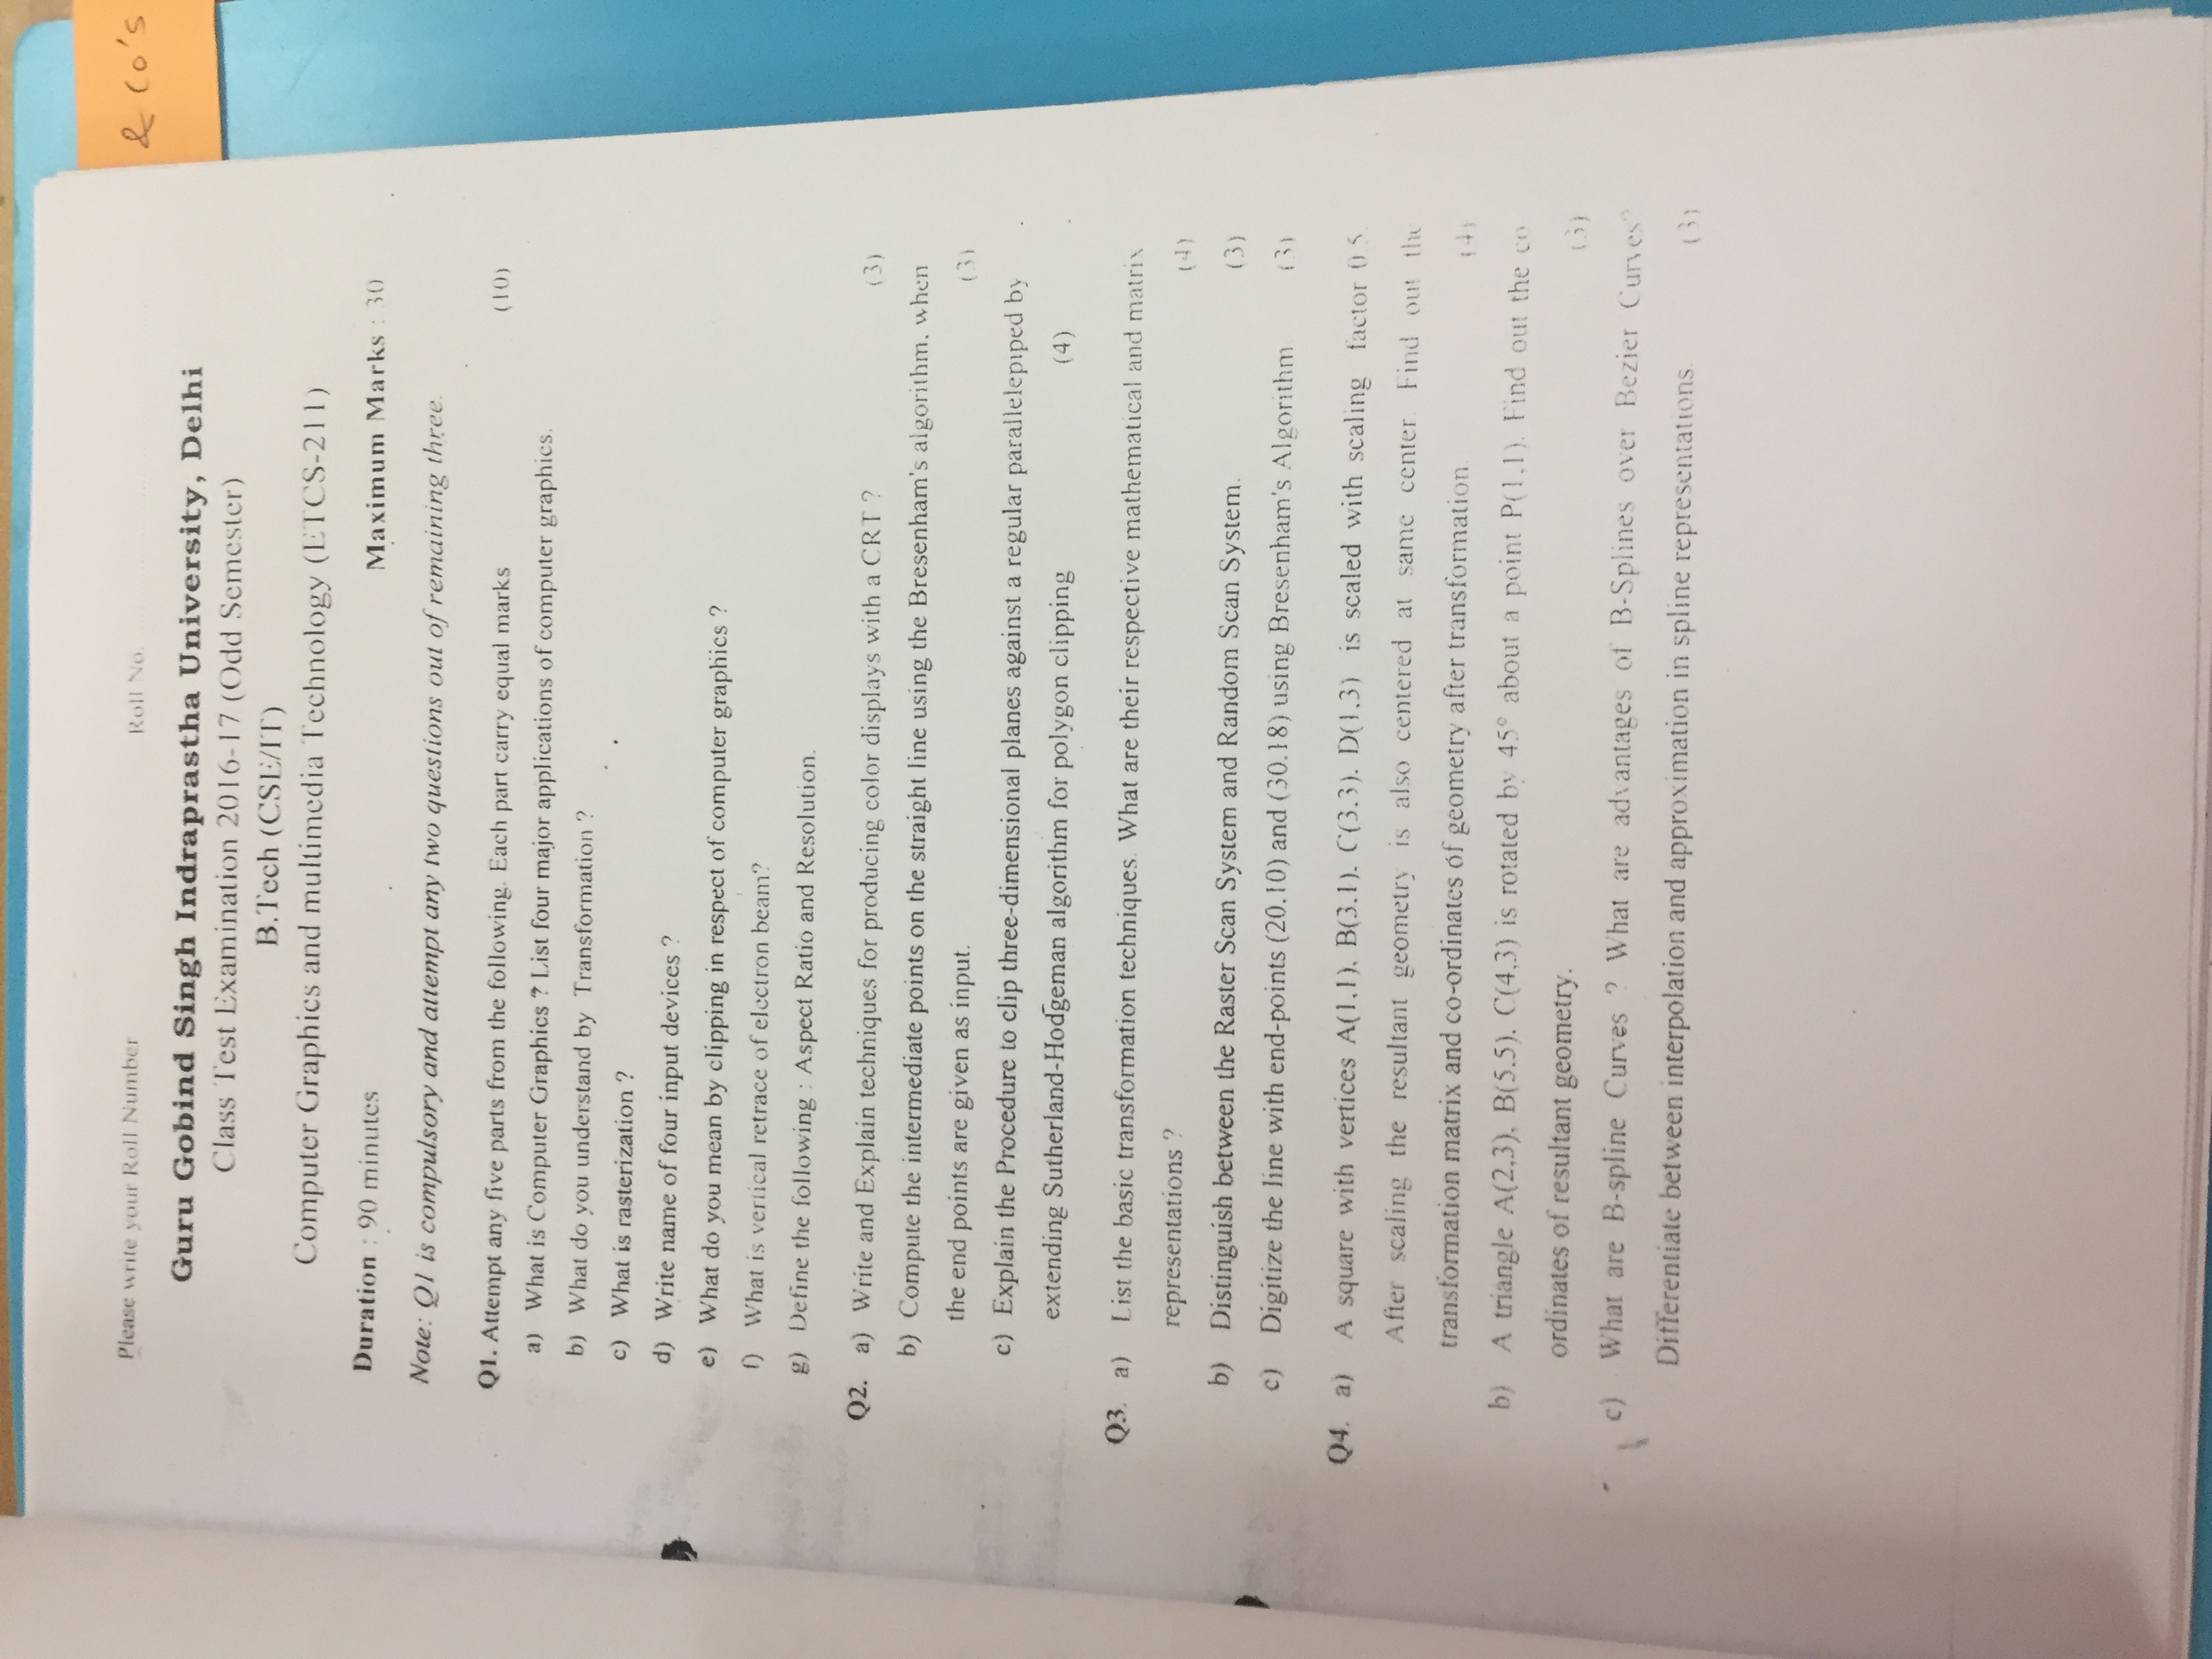 Please write your Roll Number Roll No.
& CO's
Guru Gobind Singh Indraprastha University, Delhi
Class Test Examination 2016-17 (Odd Semester)
B.Tech (CSE/IT)
Computer Graphics and multimedia Technology (ETCS-211)
Duration : 90 minutes Maximum Marks : 30
Note: Q1 is compulsory and attempt any two questions out of remaining three.
Q1. Attempt any five parts from the following. Each part carry equal marks (10)
a) What is Computer Graphics ? List four major applications of computer graphics.
b) What do you understand by Transformation ?
c) What is rasterization ?
d) Write name of four input devices ?
e) What do you mean by clipping in respect of computer graphics ?
f) What is vertical retrace of electron beam?
g) Define the following : Aspect Ratio and Resolution.
Q2. a) Write and Explain techniques for producing color displays with a CRT ? (3)
b) Compute the intermediate points on the straight line using the Bresenham's algorithm, when
the end points are given as input. (3)
c) Explain the Procedure to clip three-dimensional planes against a regular parallelepiped by
extending Sutherland-Hodgeman algorithm for polygon clipping (4)
Q3. a) List the basic transformation techniques. What are their respective mathematical and matrix
representations ? (4)
b) Distinguish between the Raster Scan System and Random Scan System. (3)
c) Digitize the line with end-points (20,10) and (30,18) using Bresenham's Algorithm (3)
Q4. a) A square with vertices A(1,1), B(3,1), C(3,3), D(1,3) is scaled with scaling factor 0.5.
After scaling the resultant geometry is also centered at same center. Find out the
transformation matrix and co-ordinates of geometry after transformation. (4)
b) A triangle A(2,3), B(5,5), C(4,3) is rotated by 45° about a point P(1,1). Find out the co
ordinates of resultant geometry. (3)
c) What are B-spline Curves ? What are advantages of B-Splines over Bezier Curves?
Differentiate between interpolation and approximation in spline representations. (3)